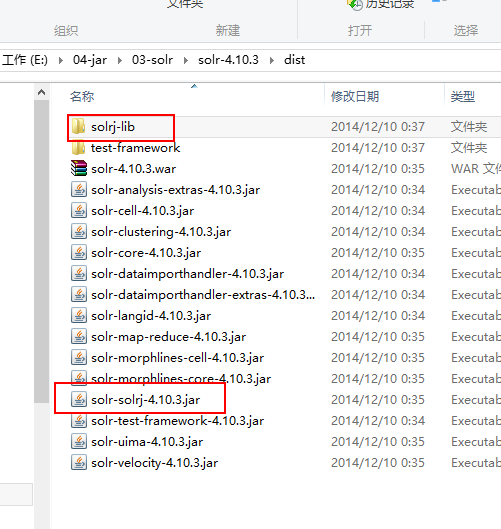 文件夹
历史记录
组织
新建
打开
选择
工作 (E:) 04-jar 03-solr solr-4.10.3 dist
名称 修改日期 类型
solrj-lib 2014/12/10 0:37 文件夹
test-framework 2014/12/10 0:37 文件夹
solr-4.10.3.war 2014/12/10 0:35 WAR 文件
solr-analysis-extras-4.10.3.jar 2014/12/10 0:34 Executab
solr-cell-4.10.3.jar 2014/12/10 0:34 Executab
solr-clustering-4.10.3.jar 2014/12/10 0:34 Executab
solr-core-4.10.3.jar 2014/12/10 0:35 Executab
solr-dataimporthandler-4.10.3.jar 2014/12/10 0:34 Executab
solr-dataimporthandler-extras-4.10.3... 2014/12/10 0:34 Executab
solr-langid-4.10.3.jar 2014/12/10 0:34 Executab
solr-map-reduce-4.10.3.jar 2014/12/10 0:35 Executab
solr-morphlines-cell-4.10.3.jar 2014/12/10 0:34 Executab
solr-morphlines-core-4.10.3.jar 2014/12/10 0:35 Executab
solr-solrj-4.10.3.jar 2014/12/10 0:35 Executab
solr-test-framework-4.10.3.jar 2014/12/10 0:34 Executab
solr-uima-4.10.3.jar 2014/12/10 0:35 Executab
solr-velocity-4.10.3.jar 2014/12/10 0:35 Executab